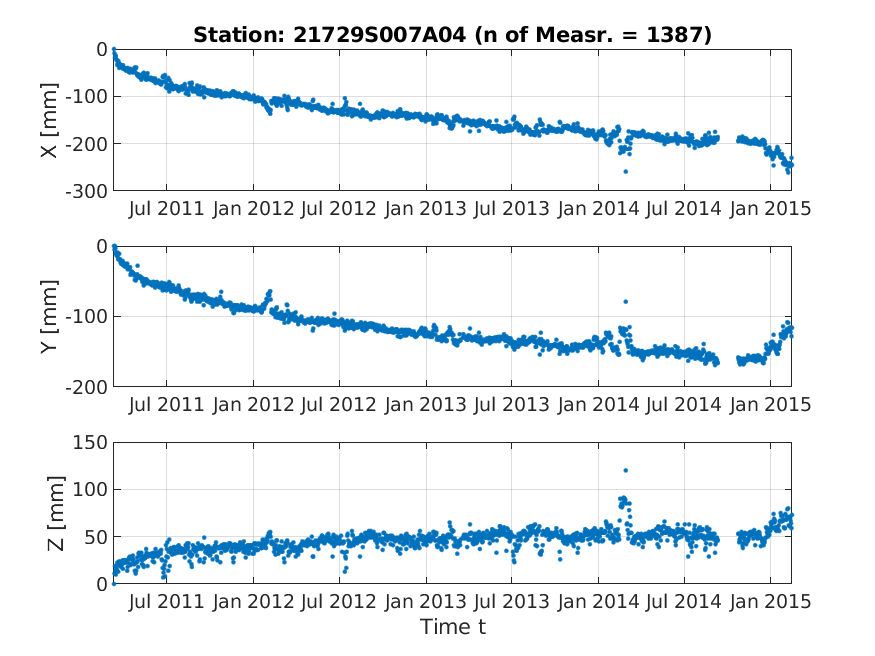 Station: 21729S007A04 (n of Measr. = 1387)
0
-100
-200
-300
X [mm]
Jul 2011 Jan 2012 Jul 2012 Jan 2013 Jul 2013 Jan 2014 Jul 2014 Jan 2015
0
-100
-200
Y [mm]
Jul 2011 Jan 2012 Jul 2012 Jan 2013 Jul 2013 Jan 2014 Jul 2014 Jan 2015
150
100
50
0
Z [mm]
Jul 2011 Jan 2012 Jul 2012 Jan 2013 Jul 2013 Jan 2014 Jul 2014 Jan 2015
Time t